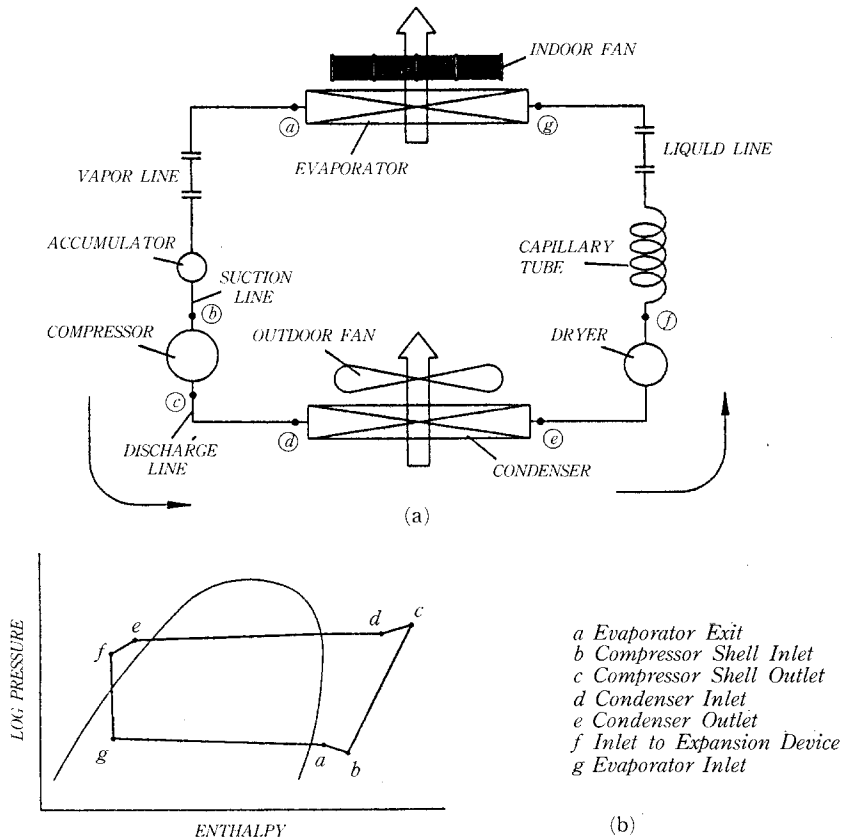 INDOOR FAN
ⓐ
ⓖ
EVAPORATOR
LIQULD LINE
VAPOR LINE
ACCUMULATOR
CAPILLARY
TUBE
SUCTION
LINE
ⓑ
ⓕ
COMPRESSOR
OUTDOOR FAN
DRYER
ⓒ
ⓓ
ⓔ
DISCHARGE
LINE
CONDENSER
(a)
LOG PRESSURE
c
d
e
f
g
a
b
ENTHALPY
a Evaporator Exit
b Compressor Shell Inlet
c Compressor Shell Outlet
d Condenser Inlet
e Condenser Outlet
f Inlet to Expansion Device
g Evaporator Inlet
(b)